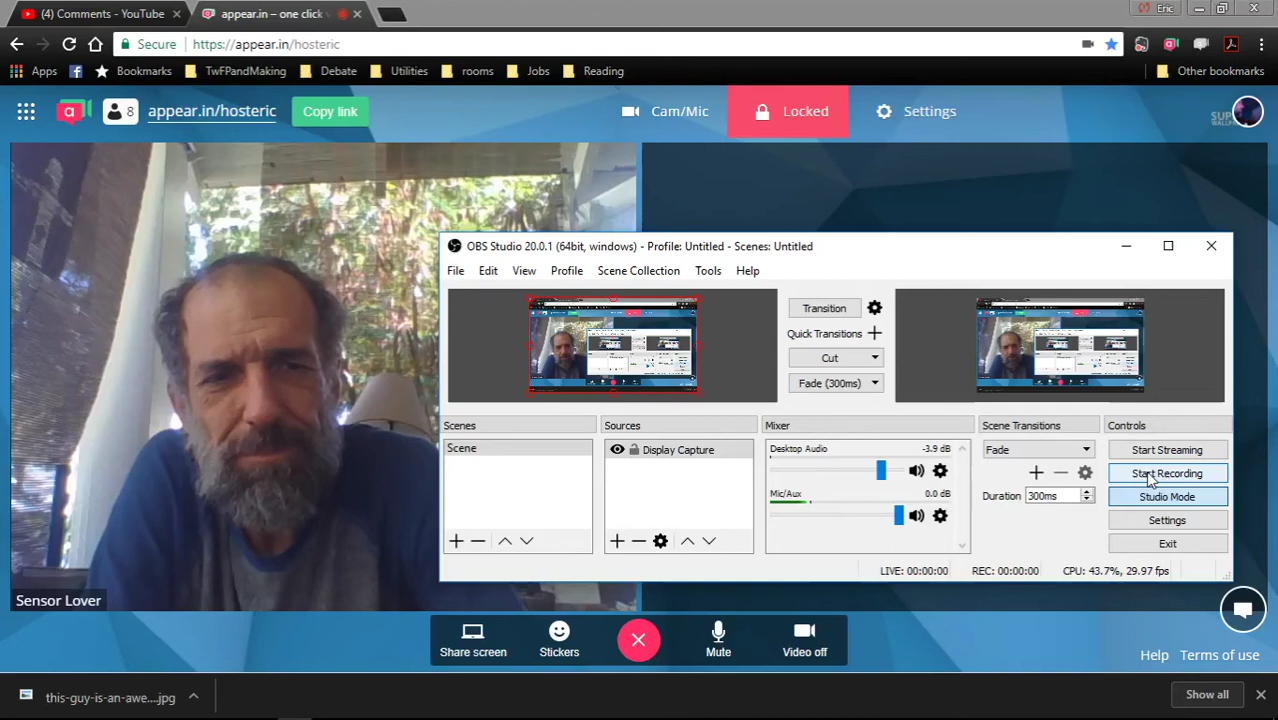 (4) Comments - YouTube
appear.in – one click v
Eric
Secure
https://appear.in/hosteric
Apps
Bookmarks
TwFPandMaking
Debate
Utilities
rooms
Jobs
Reading
Other bookmarks
8
appear.in/hosteric
Copy link
Cam/Mic
Locked
Settings
OBS Studio 20.0.1 (64bit, windows) - Profile: Untitled - Scenes: Untitled
File
Edit
View
Profile
Scene Collection
Tools
Help
Transition
Quick Transitions
Cut
Fade (300ms)
Scenes
Sources
Mixer
Scene Transitions
Controls
Scene
Display Capture
Desktop Audio
-3.9 dB
Mic/Aux
0.0 dB
Fade
Duration
300ms
Start Streaming
Start Recording
Studio Mode
Settings
Exit
LIVE: 00:00:00
REC: 00:00:00
CPU: 43.7%, 29.97 fps
Sensor Lover
Share screen
Stickers
Mute
Video off
Help
Terms of use
this-guy-is-an-awe....jpg
Show all